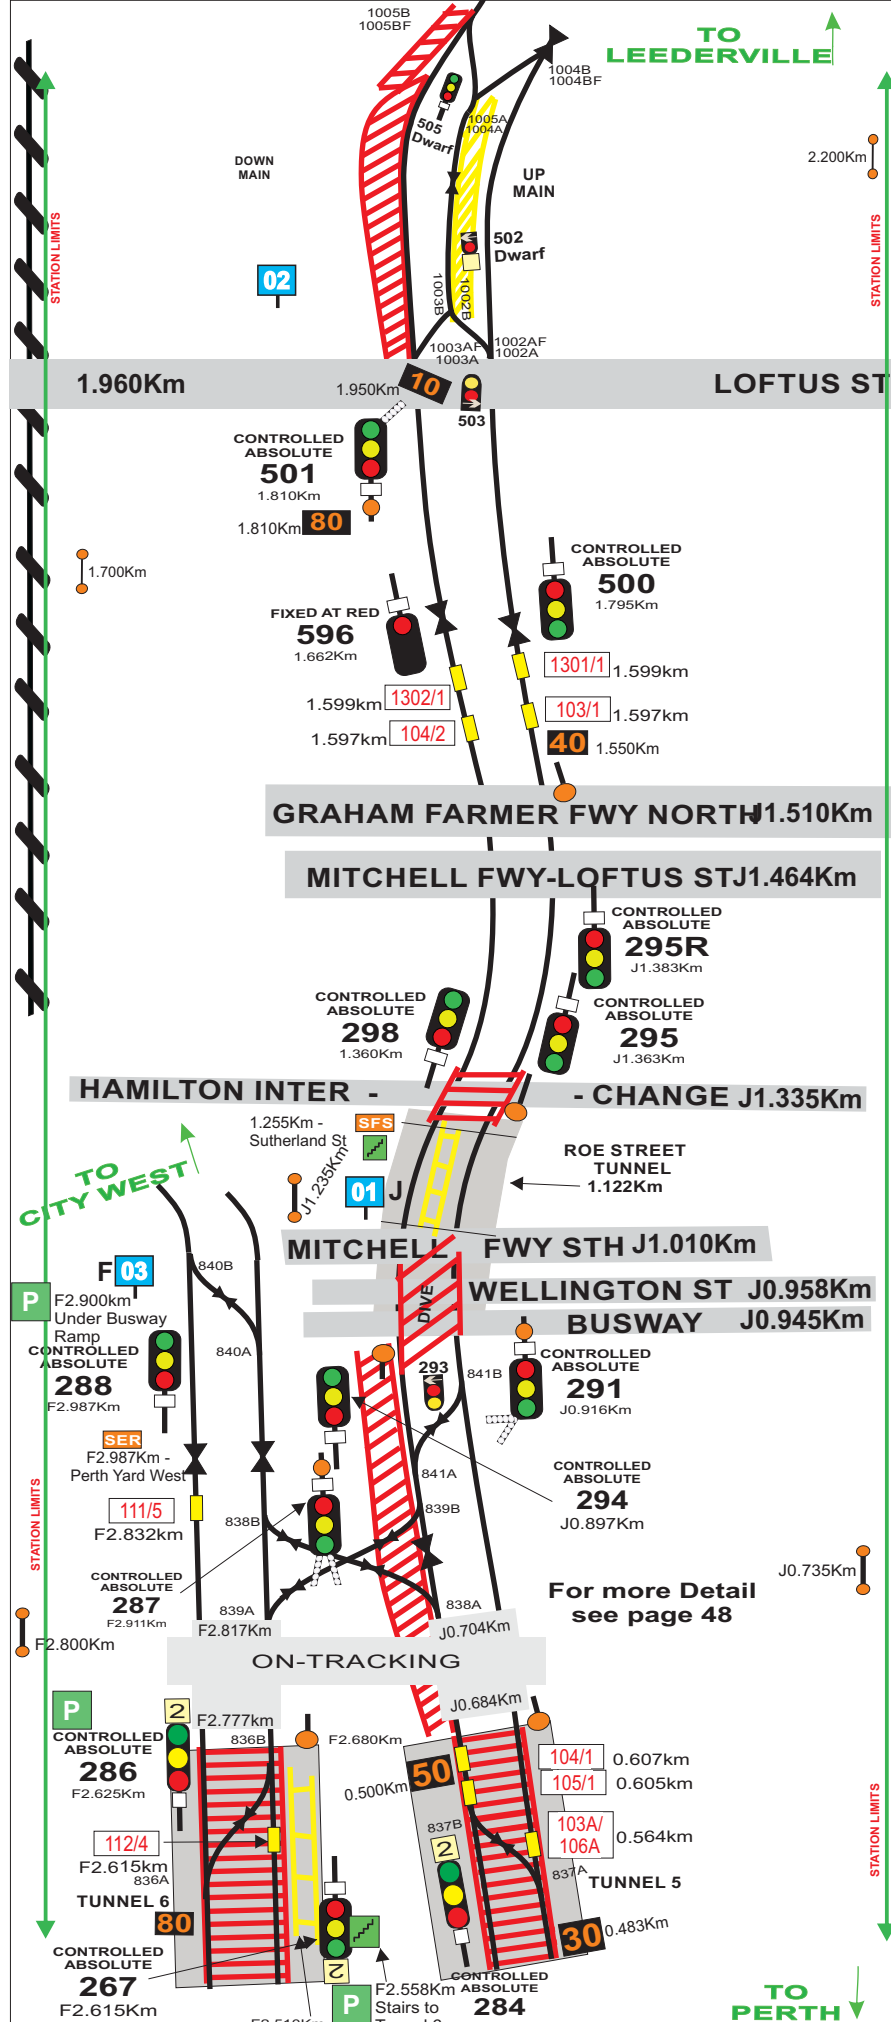 1005B
1005BF
TO
LEEDERVILLE
1004B
1004BF
505
Dwarf
1005A
1004A
2.200Km
DOWN
MAIN
UP
MAIN
STATION LIMITS
STATION LIMITS
502
Dwarf
02
1003B
1002B
1003AF
1003A
1002AF
1002A
1.960Km
LOFTUS ST
1.950Km
10
503
CONTROLLED
ABSOLUTE
501
1.810Km
1.810Km
80
1.700Km
CONTROLLED
ABSOLUTE
500
1.795Km
FIXED AT RED
596
1.662Km
1301/1
1.599km
1.599km
1302/1
103/1
1.597km
1.597km
104/2
40
1.550Km
GRAHAM FARMER FWY NORTH
J1.510Km
MITCHELL FWY-LOFTUS ST
J1.464Km
CONTROLLED
ABSOLUTE
295R
J1.383Km
CONTROLLED
ABSOLUTE
298
1.360Km
CONTROLLED
ABSOLUTE
295
J1.363Km
HAMILTON INTER -
- CHANGE
J1.335Km
1.255Km -
Sutherland St
SFS
ROE STREET
TUNNEL
1.122Km
TO
CITY WEST
J1.235Km
01
J
MITCHELL
FWY STH
J1.010Km
840B
F
03
DIVE
WELLINGTON ST
J0.958Km
P
F2.900km
Under Busway
Ramp
BUSWAY
J0.945Km
CONTROLLED
ABSOLUTE
288
F2.987Km
840A
293
841B
CONTROLLED
ABSOLUTE
291
J0.916Km
SER
F2.987Km -
Perth Yard West
841A
CONTROLLED
ABSOLUTE
294
J0.897Km
111/5
F2.832km
838B
839B
STATION LIMITS
CONTROLLED
ABSOLUTE
287
F2.911Km
J0.735Km
For more Detail
see page 48
839A
838A
F2.800Km
F2.817Km
J0.704Km
ON-TRACKING
P
2
F2.777km
J0.684Km
CONTROLLED
ABSOLUTE
286
F2.625Km
836B
F2.680Km
104/1
0.607km
0.500Km
50
105/1
0.605km
STATION LIMITS
112/4
F2.615km
836A
837B
2
103A/
106A
0.564km
837A
TUNNEL 6
80
TUNNEL 5
30
0.483Km
CONTROLLED
ABSOLUTE
267
F2.615Km
2
P
F2.558Km
Stairs to
CONTROLLED
ABSOLUTE
284
TO
PERTH